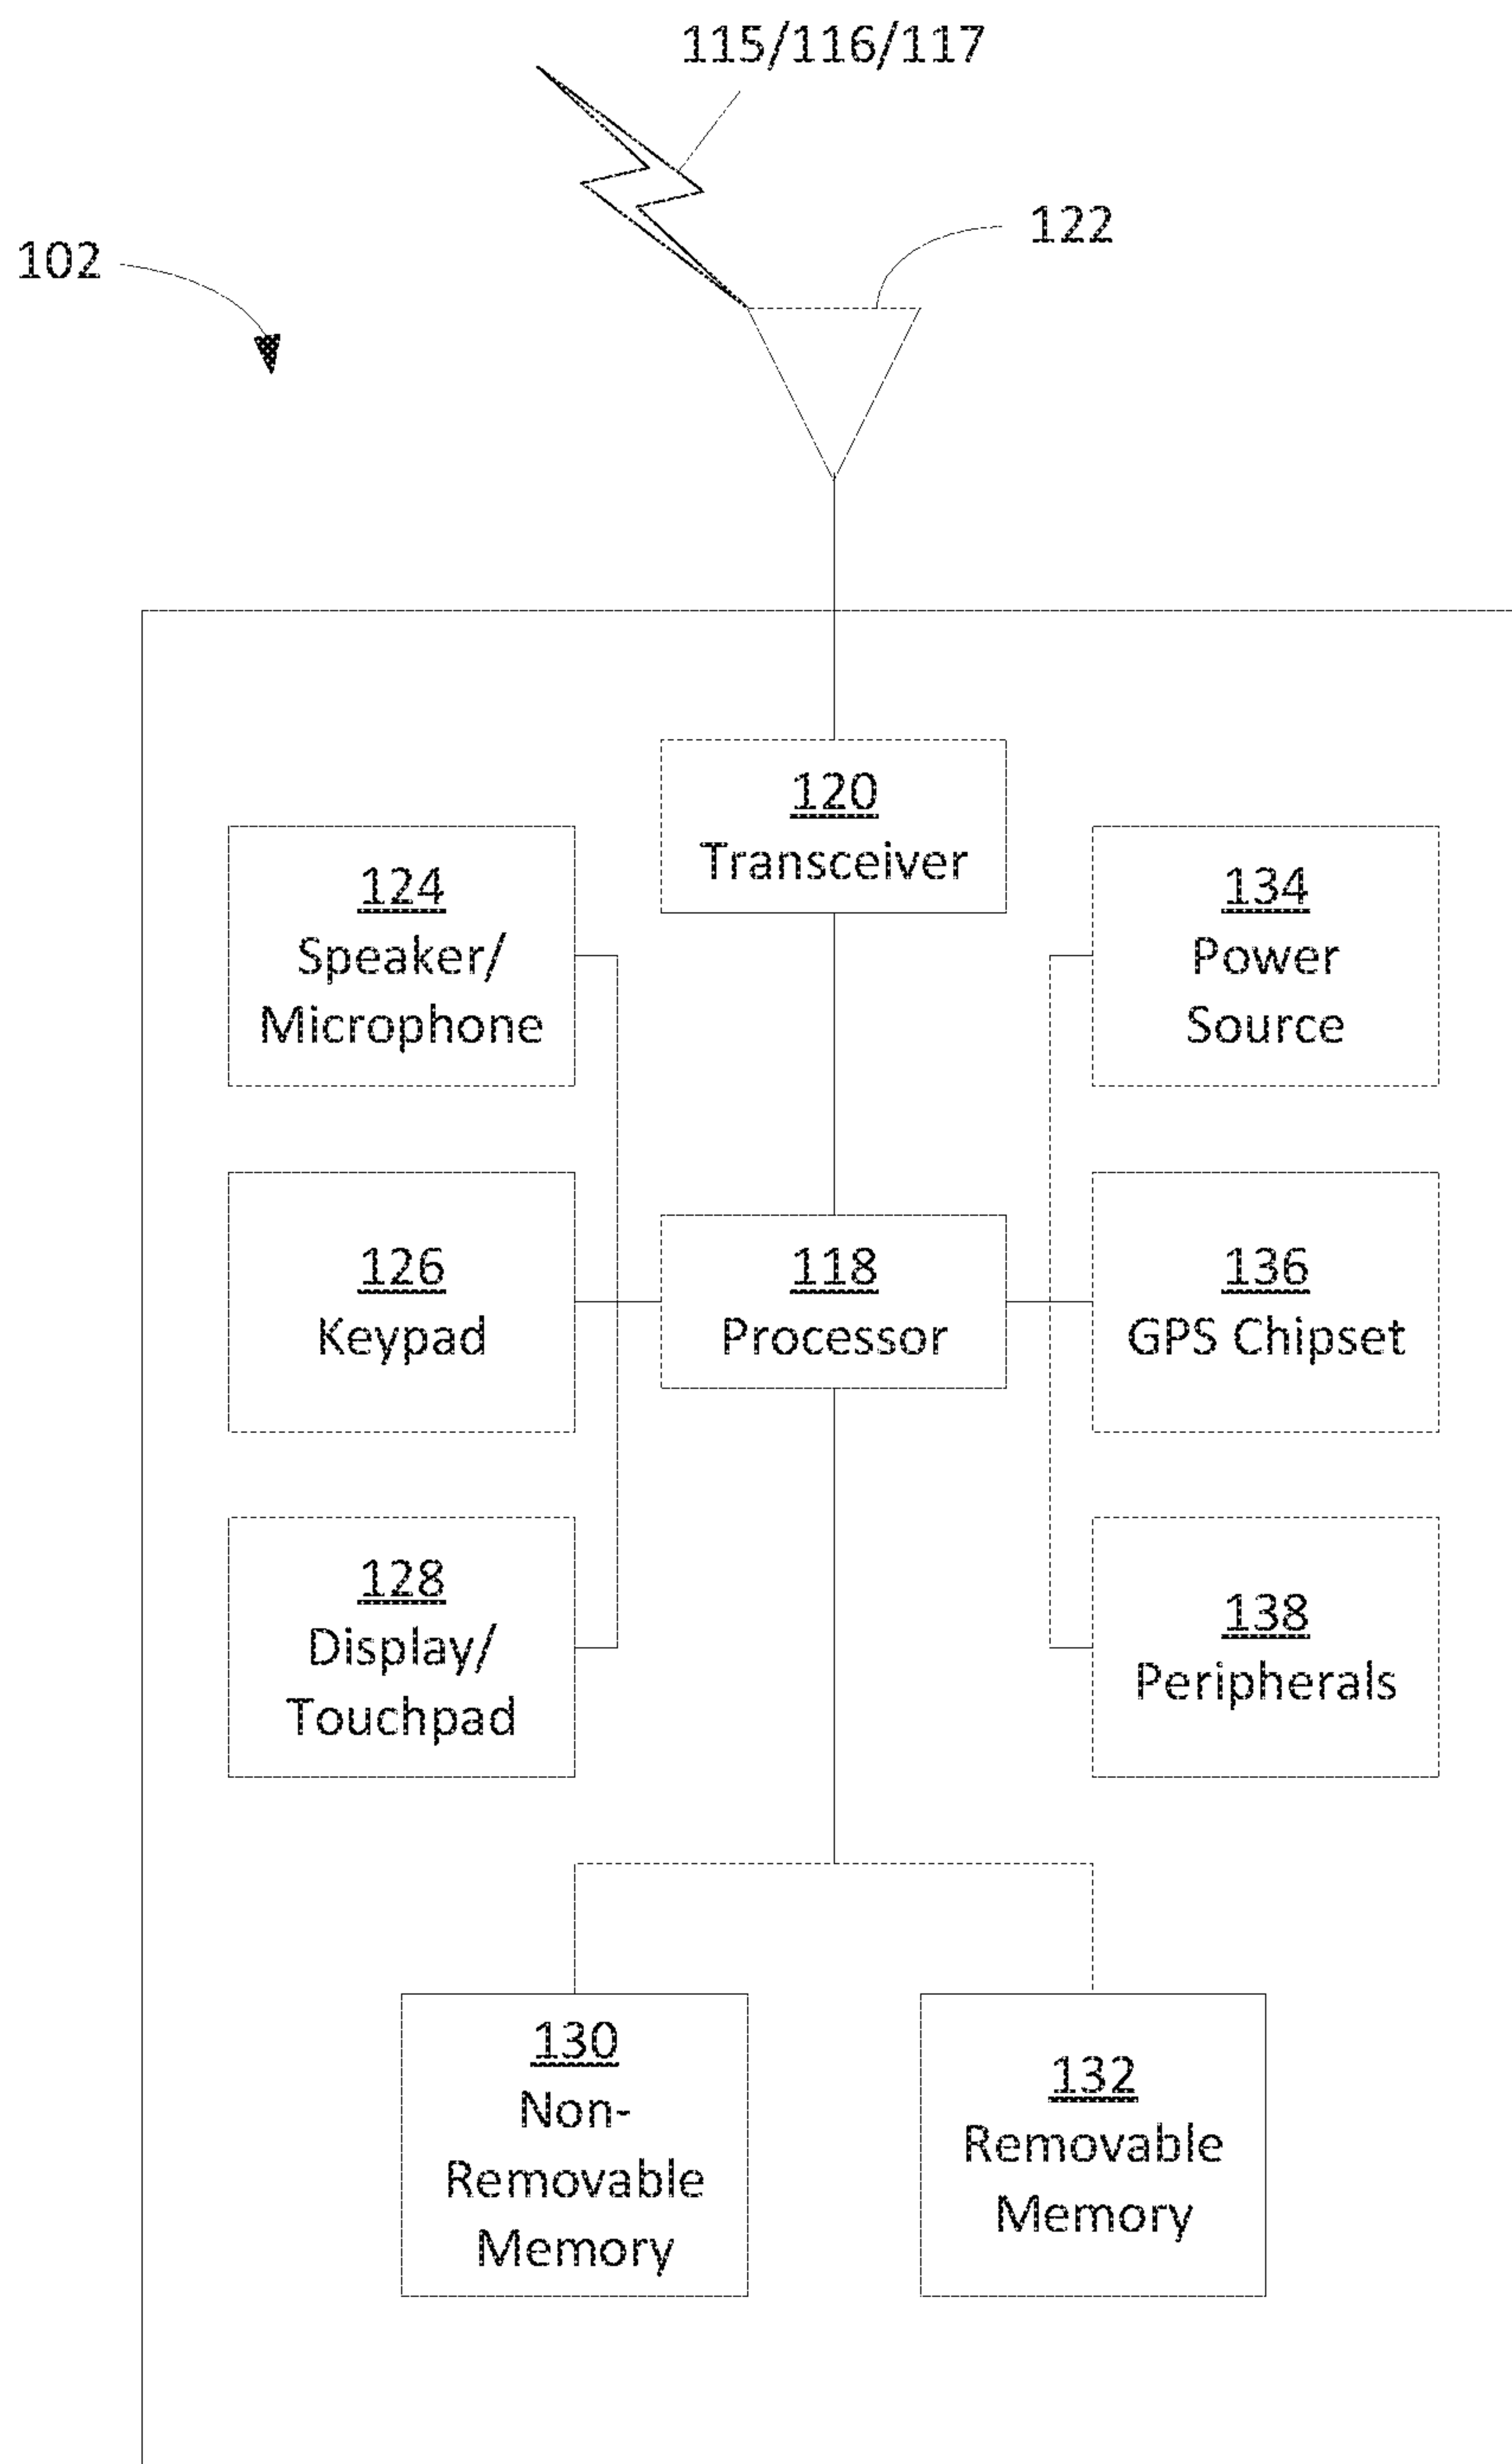 115/116/117
122
102
120
Transceiver
124
Speaker/
Microphone
134
Power
Source
126
Keypad
118
Processor
136
GPS Chipset
128
Display/
Touchpad
138
Peripherals
130
Non-
Removable
Memory
132
Removable
Memory